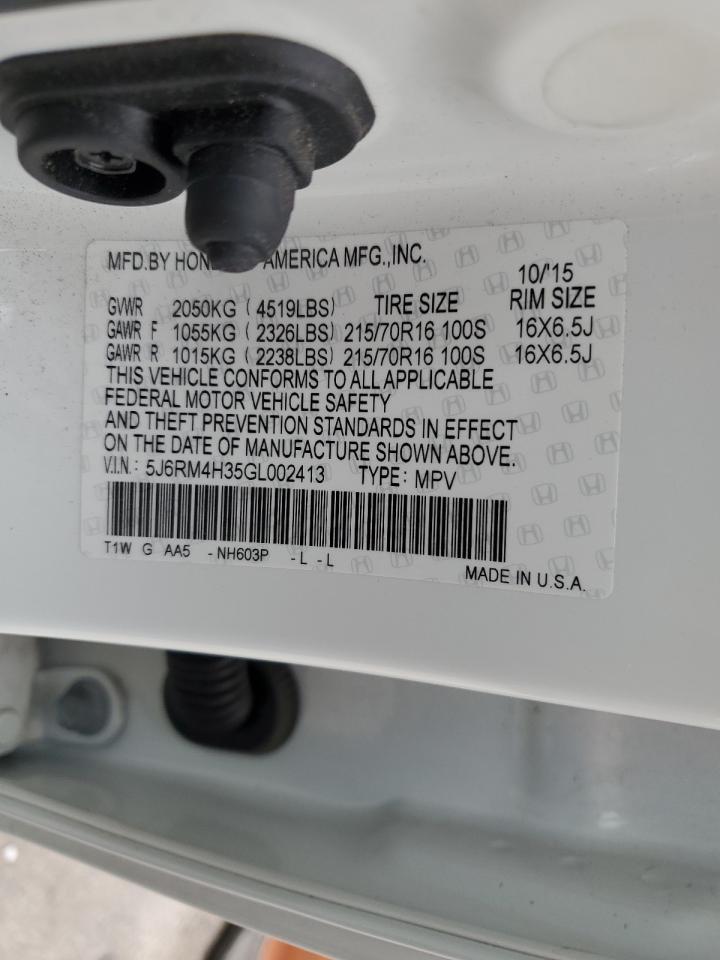 MFD.BY HON AMERICA MFG.,INC.
10/'15
GVWR 2050KG (4519LBS) TIRE SIZE RIM SIZE
GAWR F 1055KG (2326LBS) 215/70R16 100S 16X6.5J
GAWR R 1015KG (2238LBS) 215/70R16 100S 16X6.5J
THIS VEHICLE CONFORMS TO ALL APPLICABLE
FEDERAL MOTOR VEHICLE SAFETY
AND THEFT PREVENTION STANDARDS IN EFFECT
ON THE DATE OF MANUFACTURE SHOWN ABOVE.
V.I.N.: 5J6RM4H35GL002413 TYPE: MPV
T1W G AA5 -NH603P -L -L
MADE IN U.S.A.